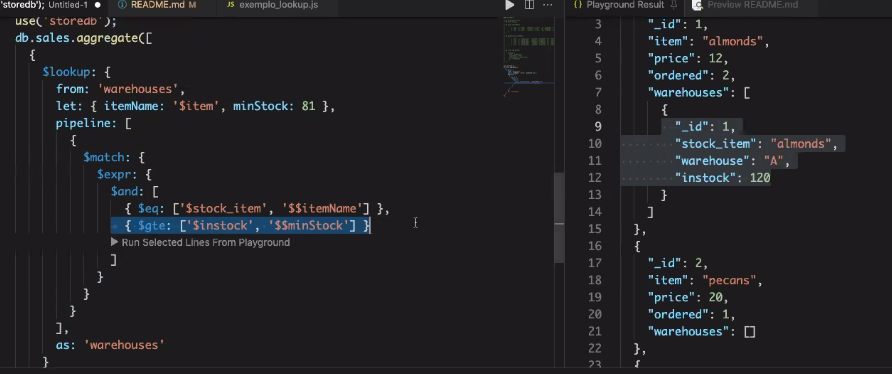 'storedb'); Untitled-1
README.md M
exemplo_lookup.js
use('storedb');
db.sales.aggregate([
{
$lookup: {
from: 'warehouses',
let: { itemName: '$item', minStock: 81 },
pipeline: [
{
$match: {
$expr: {
$and: [
{ $eq: ['$stock_item', '$$itemName'] },
{ $gte: ['$instock', '$$minStock'] }
Run Selected Lines From Playground
]
}
}
}
],
as: 'warehouses'
}
{} Playground Result
Preview README.md
3 "_id": 1,
4 "item": "almonds",
5 "price": 12,
6 "ordered": 2,
7 "warehouses": [
8 {
9 "_id": 1,
10 "stock_item": "almonds",
11 "warehouse": "A",
12 "instock": 120
13 }
14 ]
15 },
16 {
17 "_id": 2,
18 "item": "pecans",
19 "price": 20,
20 "ordered": 1,
21 "warehouses": []
22 },
23 {